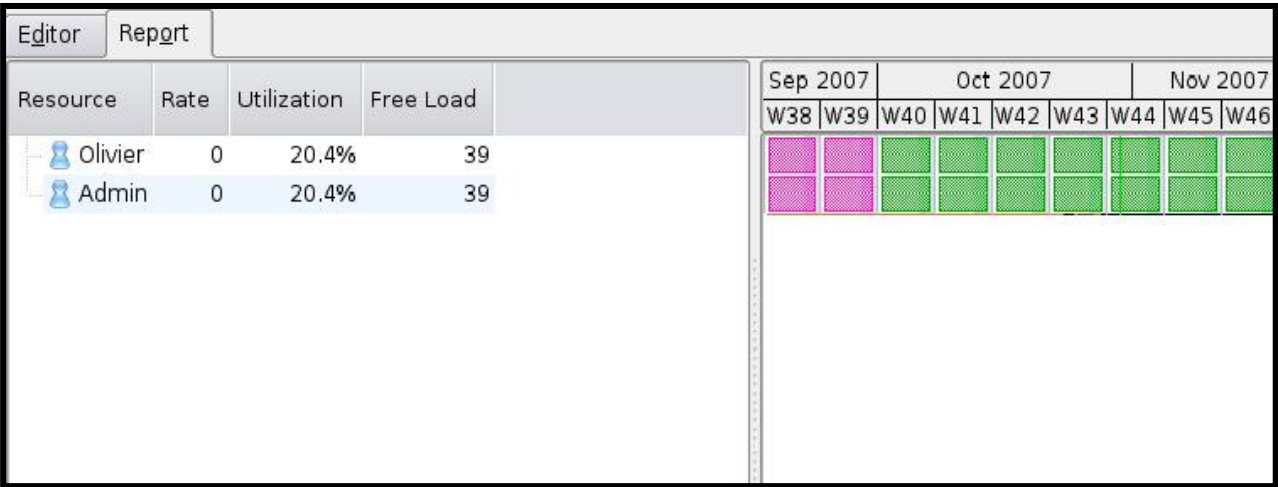 Editor Report
Resource Rate Utilization Free Load
Sep 2007 Oct 2007 Nov 2007
W38 W39 W40 W41 W42 W43 W44 W45 W46
Olivier 0 20.4% 39
Admin 0 20.4% 39